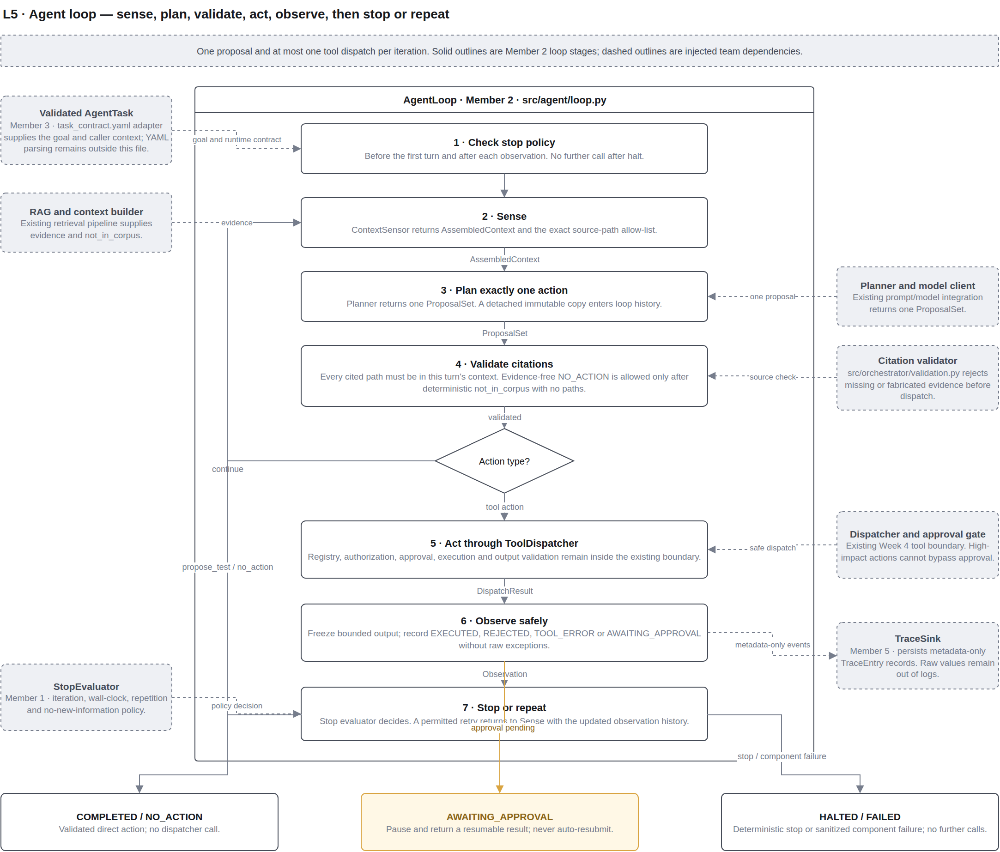 L5 · Agent loop — sense, plan, validate, act, observe, then stop or repeat
One proposal and at most one tool dispatch per iteration. Solid outlines are Member 2 loop stages; dashed outlines are injected team dependencies.
AgentLoop · Member 2 · src/agent/loop.py
Validated AgentTask
Member 3 · task_contract.yaml adapter
supplies the goal and caller context; YAML
parsing remains outside this file.
goal and runtime contract
1 · Check stop policy
Before the first turn and after each observation. No further call after halt.
RAG and context builder
Existing retrieval pipeline supplies
evidence and not_in_corpus.
evidence
2 · Sense
ContextSensor returns AssembledContext and the exact source-path allow-list.
AssembledContext
3 · Plan exactly one action
Planner returns one ProposalSet. A detached immutable copy enters loop history.
one proposal
Planner and model client
Existing prompt/model integration
returns one ProposalSet.
ProposalSet
4 · Validate citations
Every cited path must be in this turn's context. Evidence-free NO_ACTION is allowed only after
deterministic not_in_corpus with no paths.
source check
Citation validator
src/orchestrator/validation.py rejects
missing or fabricated evidence before
dispatch.
validated
Action type?
continue
tool action
5 · Act through ToolDispatcher
Registry, authorization, approval, execution and output validation remain inside the existing boundary.
safe dispatch
Dispatcher and approval gate
Existing Week 4 tool boundary. High-
impact actions cannot bypass approval.
propose_test / no_action
DispatchResult
6 · Observe safely
Freeze bounded output; record EXECUTED, REJECTED, TOOL_ERROR or AWAITING_APPROVAL
without raw exceptions.
metadata-only events
TraceSink
Member 5 · persists metadata-only
TraceEntry records. Raw values remain
out of logs.
Observation
StopEvaluator
Member 1 · iteration, wall-clock, repetition
and no-new-information policy.
policy decision
7 · Stop or repeat
Stop evaluator decides. A permitted retry returns to Sense with the updated observation history.
approval pending
stop / component failure
COMPLETED / NO_ACTION
Validated direct action; no dispatcher call.
AWAITING_APPROVAL
Pause and return a resumable result; never auto-resubmit.
HALTED / FAILED
Deterministic stop or sanitized component failure; no further calls.